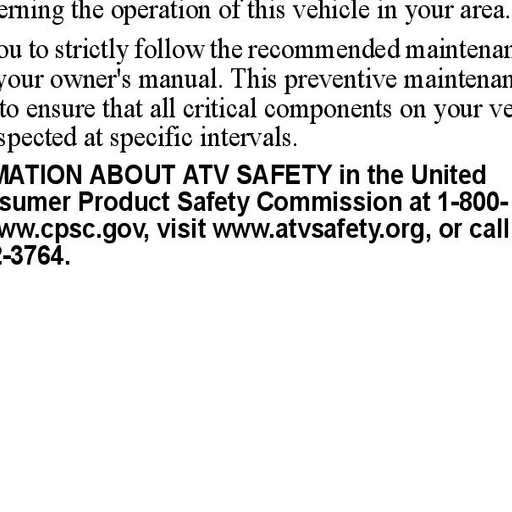 erning the operation of this vehicle in your area.
ou to strictly follow the recommended maintenan
your owner's manual. This preventive maintenan
to ensure that all critical components on your ve
spected at specific intervals.
MATION ABOUT ATV SAFETY in the United
sumer Product Safety Commission at 1-800-
ww.cpsc.gov, visit www.atvsafety.org, or call
2-3764.